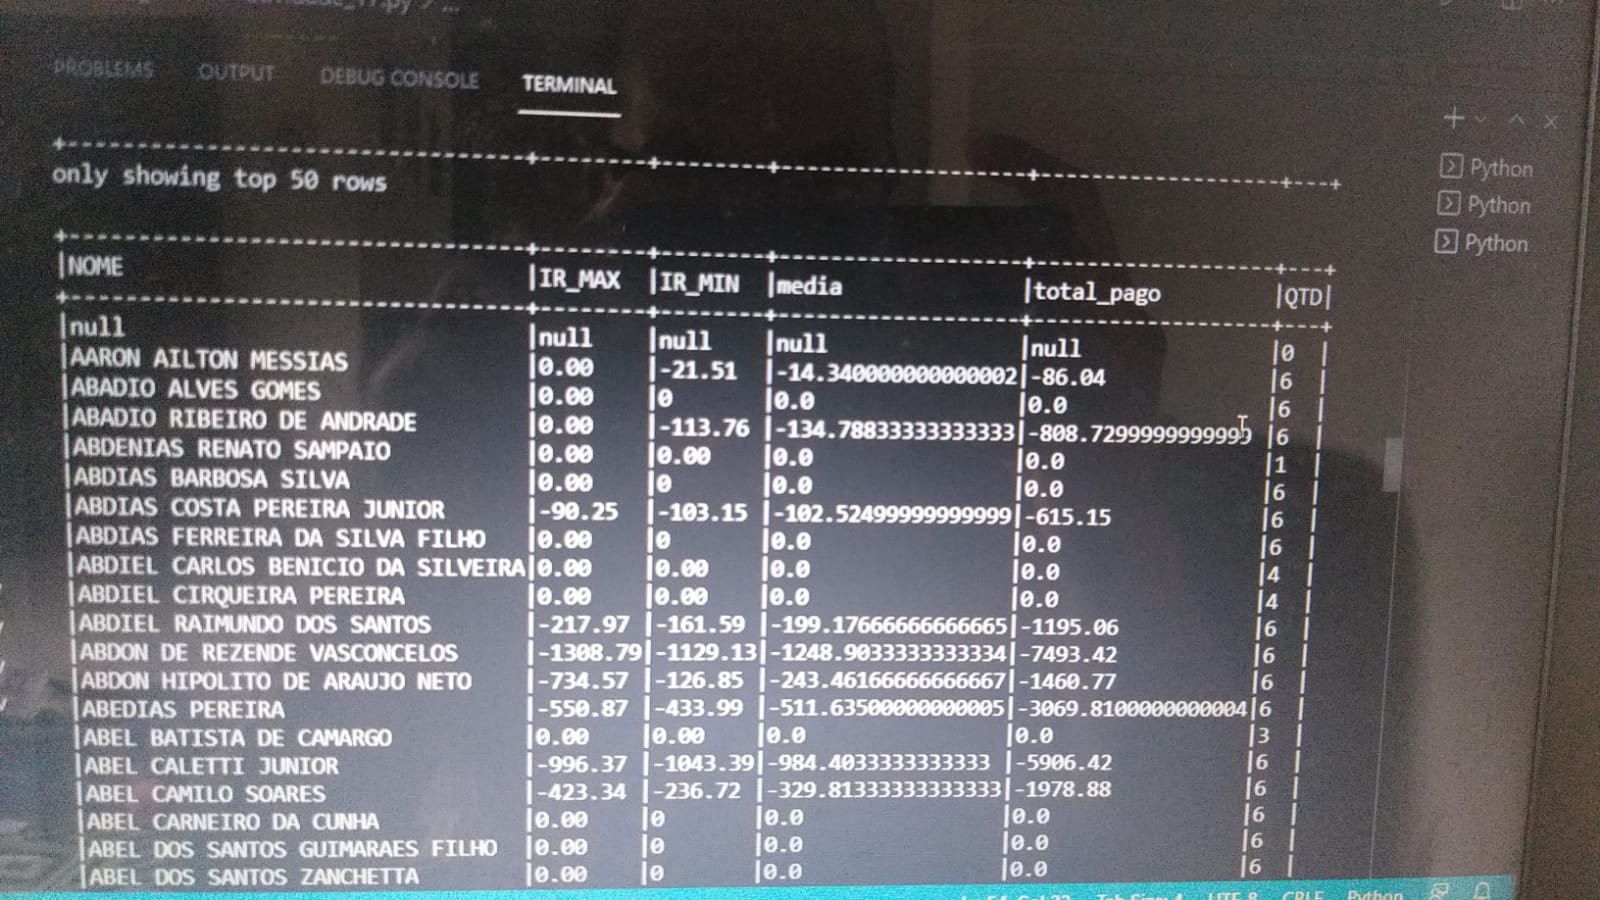 PROBLEMS OUTPUT DEBUG CONSOLE TERMINAL
+ Python
Python
Python
only showing top 50 rows
|NOME |IR_MAX |IR_MIN |media |total_pago |QTD|
|null |null |null |null |null |0 |
|AARON AILTON MESSIAS |0.00 |-21.51 |-14.340000000000002|-86.04 |6 |
|ABADIO ALVES GOMES |0.00 |0 |0.0 |0.0 |6 |
|ABADIO RIBEIRO DE ANDRADE |0.00 |-113.76 |-134.78833333333333|-808.7299999999999 |6 |
|ABDENIAS RENATO SAMPAIO |0.00 |0.00 |0.0 |0.0 |1 |
|ABDIAS BARBOSA SILVA |0.00 |0 |0.0 |0.0 |6 |
|ABDIAS COSTA PEREIRA JUNIOR |-90.25 |-103.15 |-102.52499999999999|-615.15 |6 |
|ABDIAS FERREIRA DA SILVA FILHO |0.00 |0 |0.0 |0.0 |6 |
|ABDIEL CARLOS BENICIO DA SILVEIRA|0.00 |0.00 |0.0 |0.0 |4 |
|ABDIEL CIRQUEIRA PEREIRA |0.00 |0.00 |0.0 |0.0 |4 |
|ABDIEL RAIMUNDO DOS SANTOS |-217.97 |-161.59 |-199.17666666666665|-1195.06 |6 |
|ABDON DE REZENDE VASCONCELOS |-1308.79|-1129.13|-1248.9033333333334|-7493.42 |6 |
|ABDON HIPOLITO DE ARAUJO NETO |-734.57 |-126.85 |-243.46166666666667|-1460.77 |6 |
|ABEDIAS PEREIRA |-550.87 |-433.99 |-511.63500000000005|-3069.8100000000004|6 |
|ABEL BATISTA DE CAMARGO |0.00 |0.00 |0.0 |0.0 |3 |
|ABEL CALETTI JUNIOR |-996.37 |-1043.39|-984.4033333333333 |-5906.42 |6 |
|ABEL CAMILO SOARES |-423.34 |-236.72 |-329.81333333333333|-1978.88 |6 |
|ABEL CARNEIRO DA CUNHA |0.00 |0 |0.0 |0.0 |6 |
|ABEL DOS SANTOS GUIMARAES FILHO |0.00 |0 |0.0 |0.0 |6 |
|ABEL DOS SANTOS ZANCHETTA |0.00 |0 |0.0 |0.0 |6 |
Tab Size: 4 UTF-8 CRLF Python